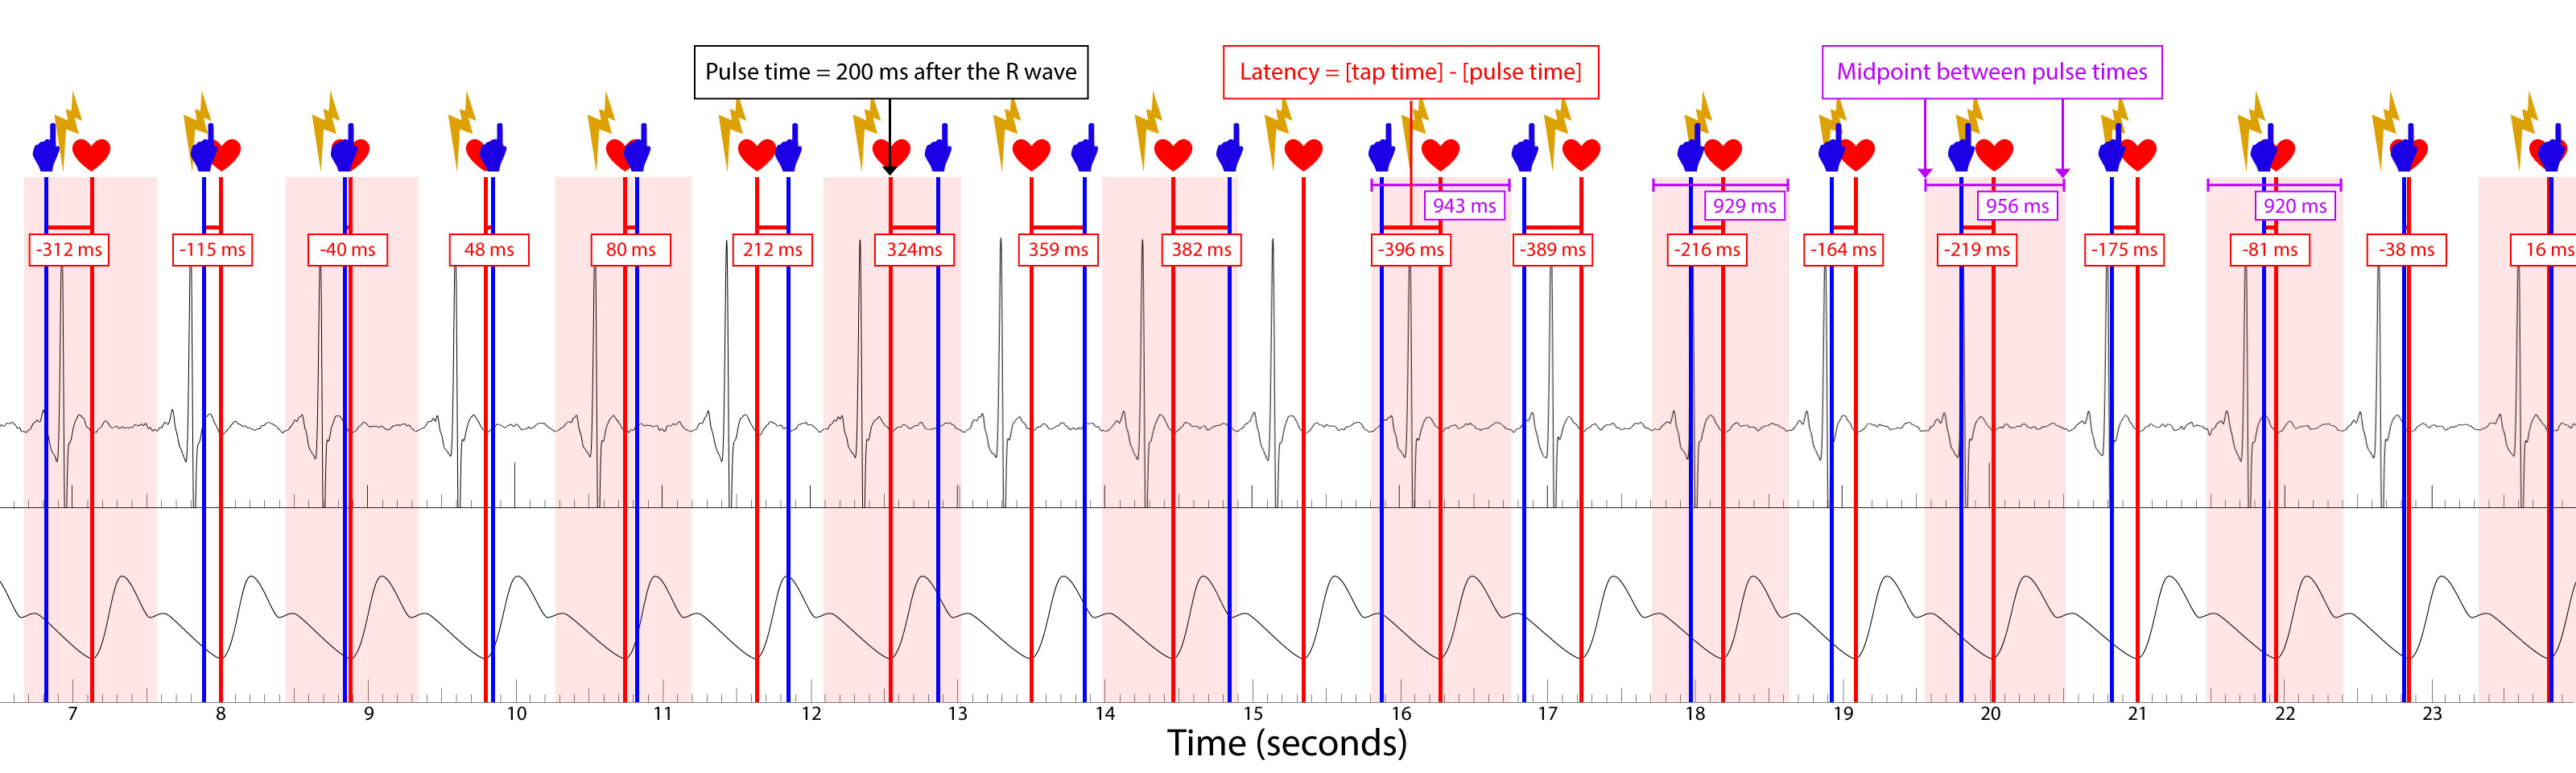 Pulse time = 200 ms after the R wave
Latency = [tap time] - [pulse time]
Midpoint between pulse times
943 ms
929 ms
956 ms
920 ms
-312 ms
-115 ms
-40 ms
48 ms
80 ms
212 ms
324ms
359 ms
382 ms
-396 ms
-389 ms
-216 ms
-164 ms
-219 ms
-175 ms
-81 ms
-38 ms
16 ms
7 8 9 10 11 12 13 14 15 16 17 18 19 20 21 22 23
Time (seconds)